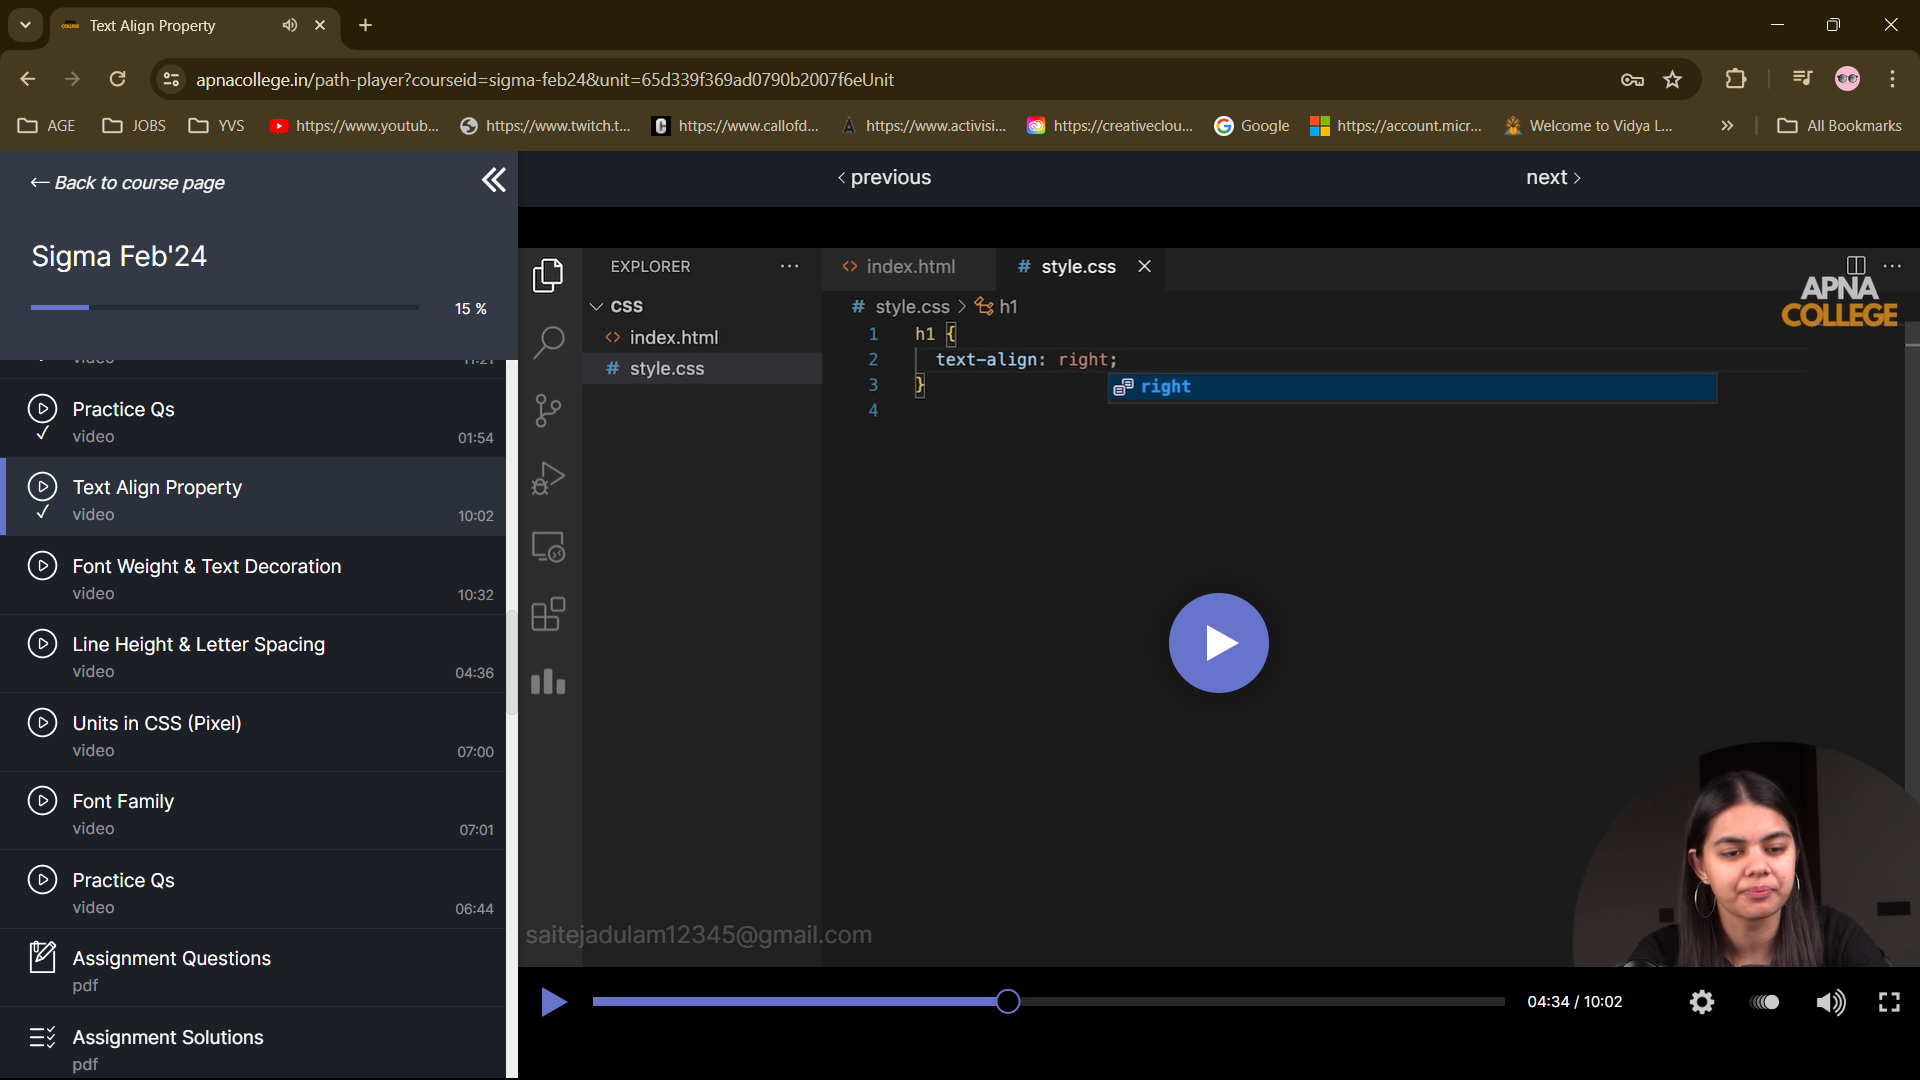 Text Align Property
apnacollege.in/path-player?courseid=sigma-feb24&unit=65d339f369ad0790b2007f6eUnit
AGE JOBS YVS https://www.youtub... https://www.twitch.t... https://www.callofd... https://www.activisi... https://creativeclou... Google https://account.micr... Welcome to Vidya L... » All Bookmarks
← Back to course page
‹ previous
next ›
Sigma Feb'24
15 %
video 11:21
Practice Qs
video 01:54
Text Align Property
video 10:02
Font Weight & Text Decoration
video 10:32
Line Height & Letter Spacing
video 04:36
Units in CSS (Pixel)
video 07:00
Font Family
video 07:01
Practice Qs
video 06:44
Assignment Questions
pdf
Assignment Solutions
pdf
EXPLORER ...
CSS
<> index.html
# style.css
<> index.html # style.css
APNA
COLLEGE
# style.css > h1
1 h1 {
2 text-align: right;
3 }
right
4
saitejadulam12345@gmail.com
04:34 / 10:02